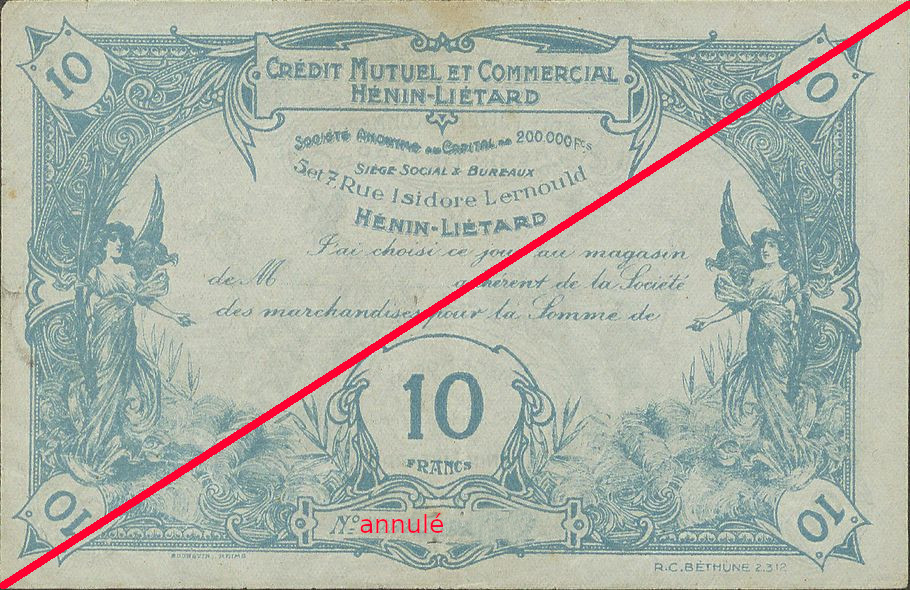 10
10
CRÉDIT MUTUEL ET COMMERCIAL
HÉNIN-LIÉTARD
SOCIÉTÉ ANONYME AU CAPITAL DE 200.000 Fcs
SIÈGE SOCIAL & BUREAUX
5 et 7, Rue Isidore Lernould
HÉNIN-LIÉTARD
J'ai choisi ce jour au magasin
de M adhérent de la Société
des marchandises pour la Somme de
10
FRANCS
10
10
Nº annulé
R.C. BÉTHUNE 2.312